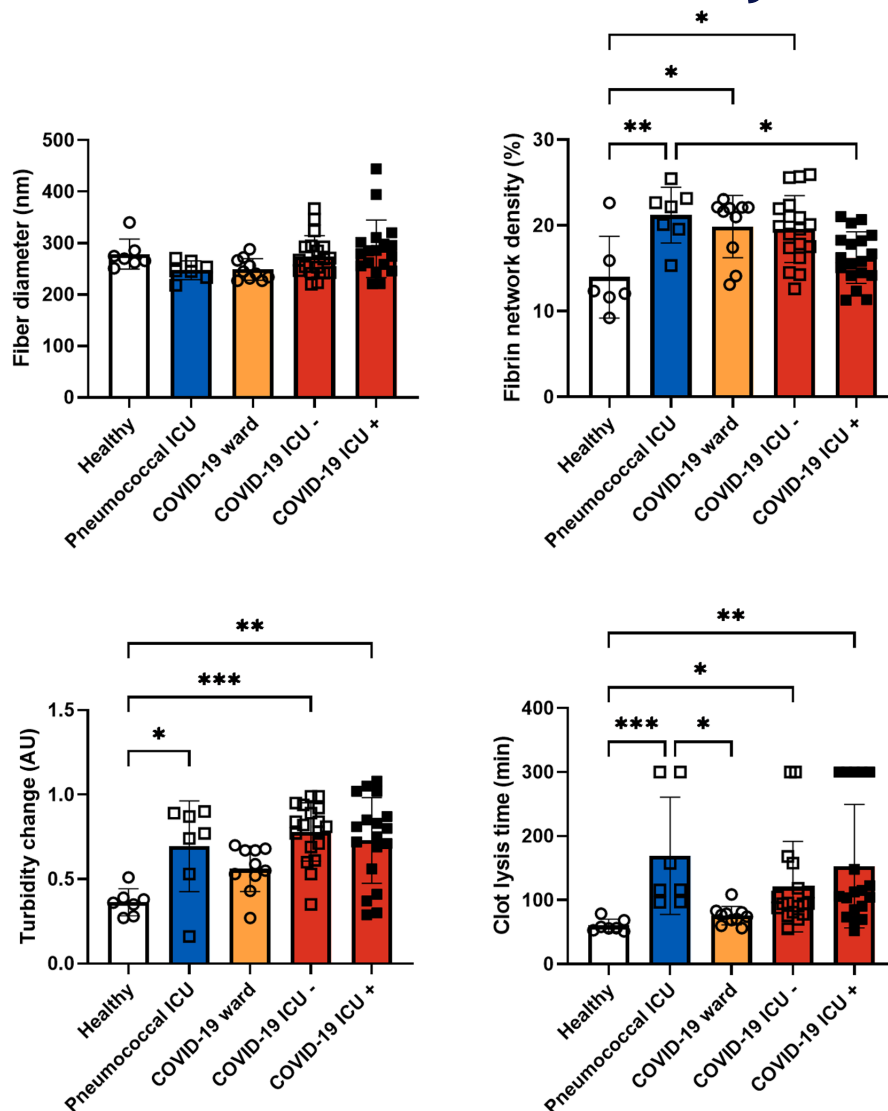 Fiber diameter (nm)
500
400
300
200
100
0
Healthy
Pneumococcal ICU
COVID-19 ward
COVID-19 ICU -
COVID-19 ICU +
Fibrin network density (%)
*
*
** *
30
20
10
0
Healthy
Pneumococcal ICU
COVID-19 ward
COVID-19 ICU -
COVID-19 ICU +
Turbidity change (AU)
**
***
*
1.5
1.0
0.5
0.0
Healthy
Pneumococcal ICU
COVID-19 ward
COVID-19 ICU -
COVID-19 ICU +
Clot lysis time (min)
**
*
*** *
400
300
200
100
0
Healthy
Pneumococcal ICU
COVID-19 ward
COVID-19 ICU -
COVID-19 ICU +